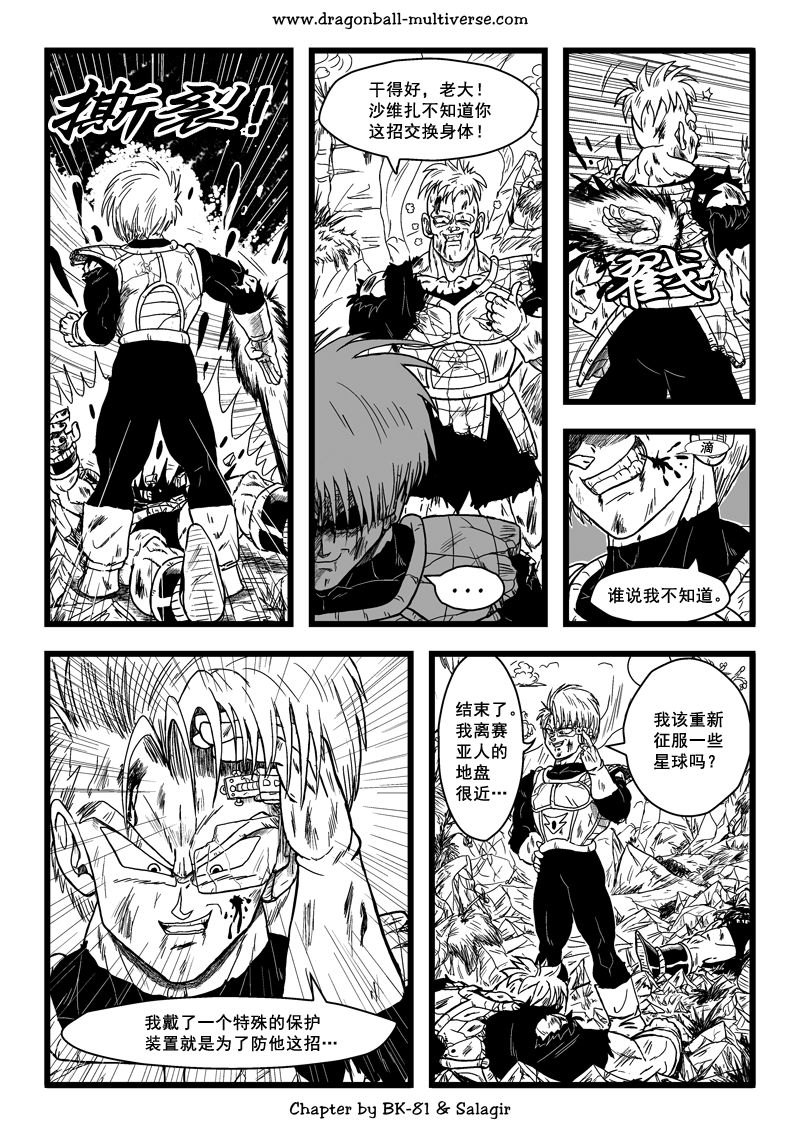 www.dragonball-multiverse.com
撕裂！
干得好，老大！
沙维扎不知道你
这招交换身体！
戳
滴
谁说我不知道。
...
我戴了一个特殊的保护
装置就是为了防他这招…
结束了。
我离赛
亚人的
地盘
很近…
我该重新
征服一些
星球吗？
Chapter by BK-81 & Salagir